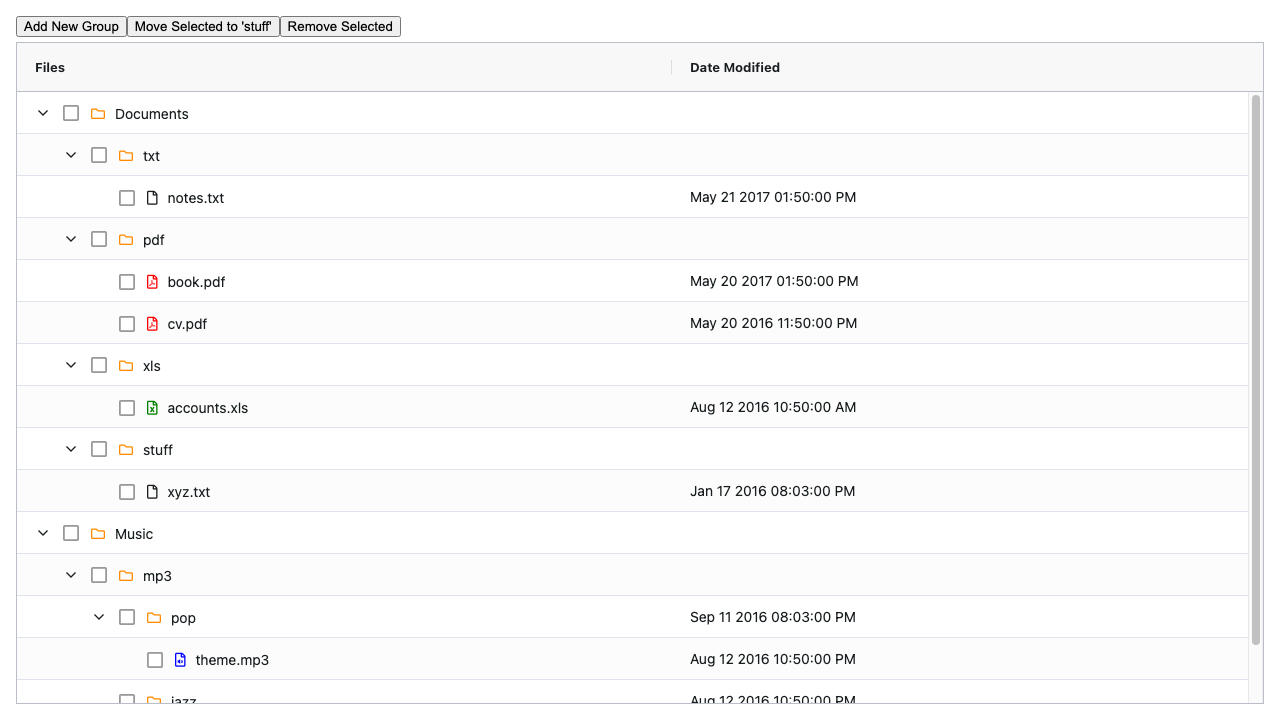 Add New Group Move Selected to 'stuff' Remove Selected
Files Date Modified
Documents
txt
notes.txt May 21 2017 01:50:00 PM
pdf
book.pdf May 20 2017 01:50:00 PM
cv.pdf May 20 2016 11:50:00 PM
xls
accounts.xls Aug 12 2016 10:50:00 AM
stuff
xyz.txt Jan 17 2016 08:03:00 PM
Music
mp3
pop Sep 11 2016 08:03:00 PM
theme.mp3 Aug 12 2016 10:50:00 PM
jazz Aug 12 2016 10:50:00 PM